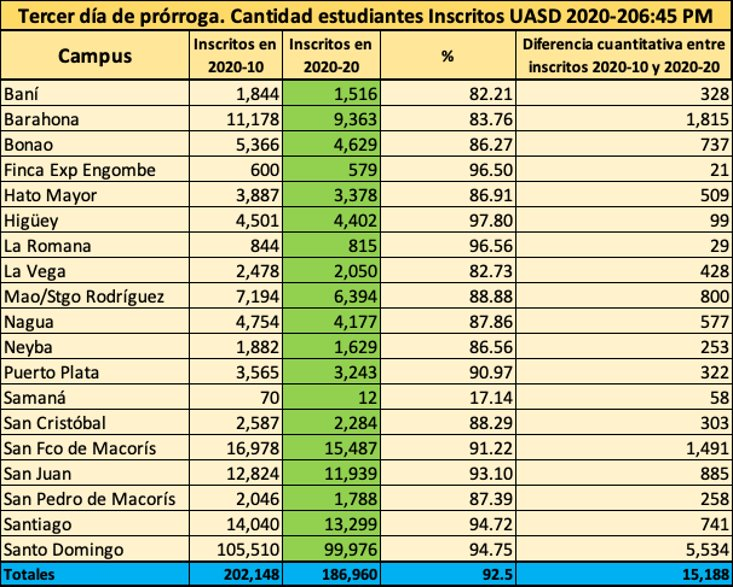 Tercer día de prórroga. Cantidad estudiantes Inscritos UASD 2020-206:45 PM
Campus Inscritos en 2020-10 Inscritos en 2020-20 % Diferencia cuantitativa entre inscritos 2020-10 y 2020-20
Baní 1,844 1,516 82.21 328
Barahona 11,178 9,363 83.76 1,815
Bonao 5,366 4,629 86.27 737
Finca Exp Engombe 600 579 96.50 21
Hato Mayor 3,887 3,378 86.91 509
Higüey 4,501 4,402 97.80 99
La Romana 844 815 96.56 29
La Vega 2,478 2,050 82.73 428
Mao/Stgo Rodríguez 7,194 6,394 88.88 800
Nagua 4,754 4,177 87.86 577
Neyba 1,882 1,629 86.56 253
Puerto Plata 3,565 3,243 90.97 322
Samaná 70 12 17.14 58
San Cristóbal 2,587 2,284 88.29 303
San Fco de Macorís 16,978 15,487 91.22 1,491
San Juan 12,824 11,939 93.10 885
San Pedro de Macorís 2,046 1,788 87.39 258
Santiago 14,040 13,299 94.72 741
Santo Domingo 105,510 99,976 94.75 5,534
Totales 202,148 186,960 92.5 15,188